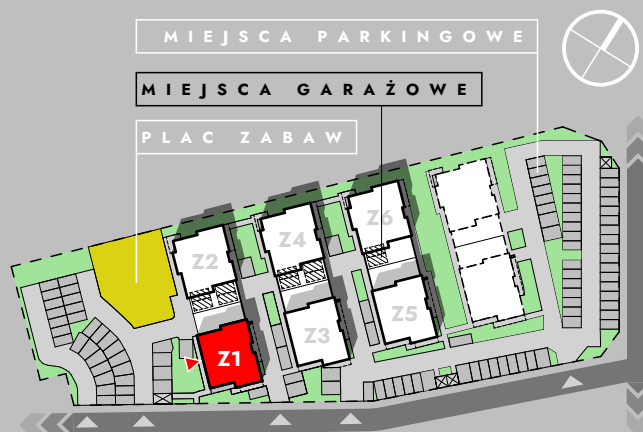 MIEJSCA PARKINGOWE
MIEJSCA GARAŻOWE
PLAC ZABAW
Z2
Z4
Z6
Z1
Z3
Z5